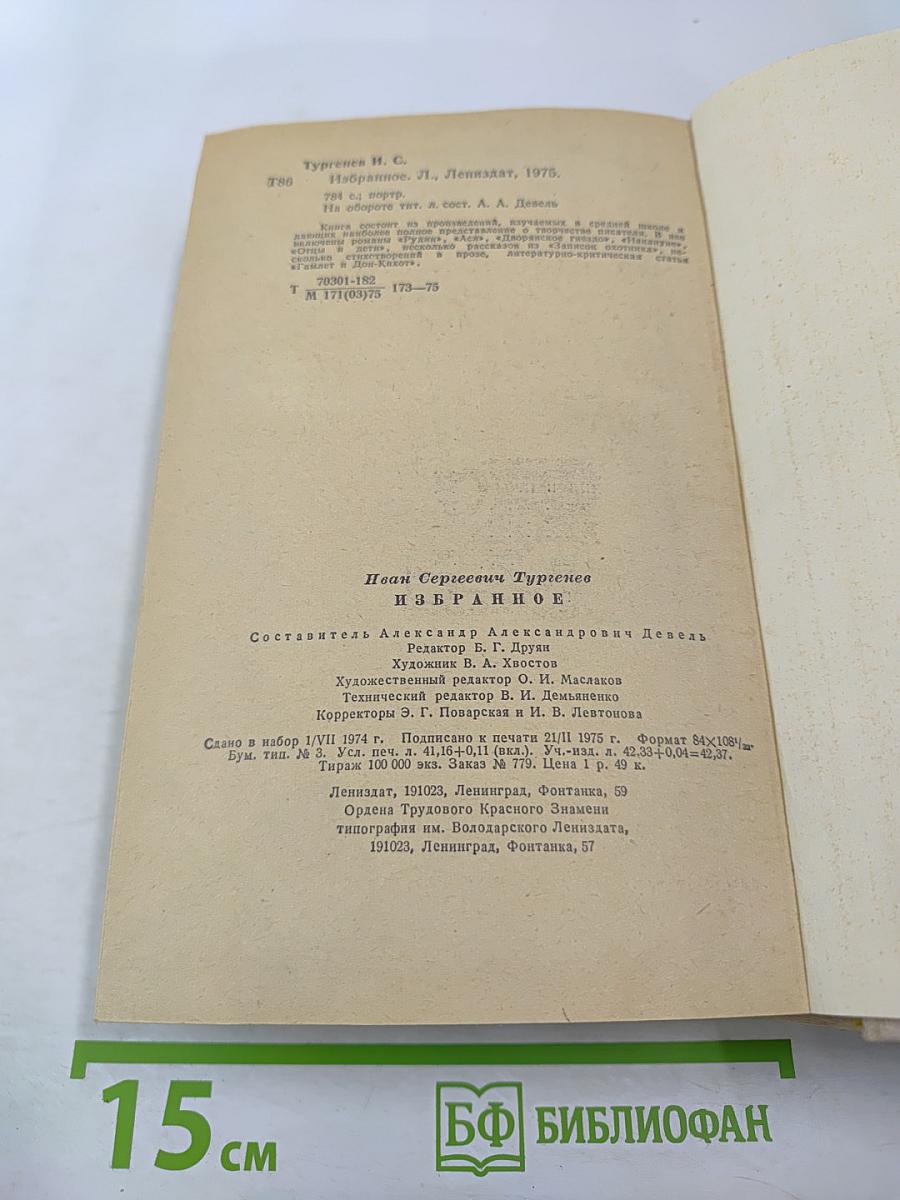 Тургенев И. С.
Т86 Избранное. Л., Лениздат, 1975.
784 с.; портр.
На обороте тит. л. сост. А. А. Девель
Книга состоит из произведений, изучаемых в средней школе и
дающих наиболее полное представление о творчестве писателя. В нее
включены романы «Рудин», «Ася», «Дворянское гнездо», «Накануне»,
«Отцы и дети», несколько рассказов из «Записок охотника», не-
сколько стихотворений в прозе, литературно-критическая статья
«Гамлет и Дон-Кихот».
Т 70301-182 173—75
М 171(03)75
Иван Сергеевич Тургенев
ИЗБРАННОЕ
Составитель Александр Александрович Девель
Редактор Б. Г. Друян
Художник В. А. Хвостов
Художественный редактор О. И. Маслаков
Технический редактор В. И. Демьяненко
Корректоры Э. Г. Поварская и И. В. Левтонова
Сдано в набор 1/VII 1974 г. Подписано к печати 21/II 1975 г. Формат 84×108¹/₃₂.
Бум. тип. № 3. Усл. печ. л. 41,16+0,11 (вкл.). Уч.-изд. л. 42,33+0,04=42,37.
Тираж 100 000 экз. Заказ № 779. Цена 1 р. 49 к.
Лениздат, 191023, Ленинград, Фонтанка, 59
Ордена Трудового Красного Знамени
типография им. Володарского Лениздата,
191023, Ленинград, Фонтанка, 57
15 см
БФ БИБЛИОФАН